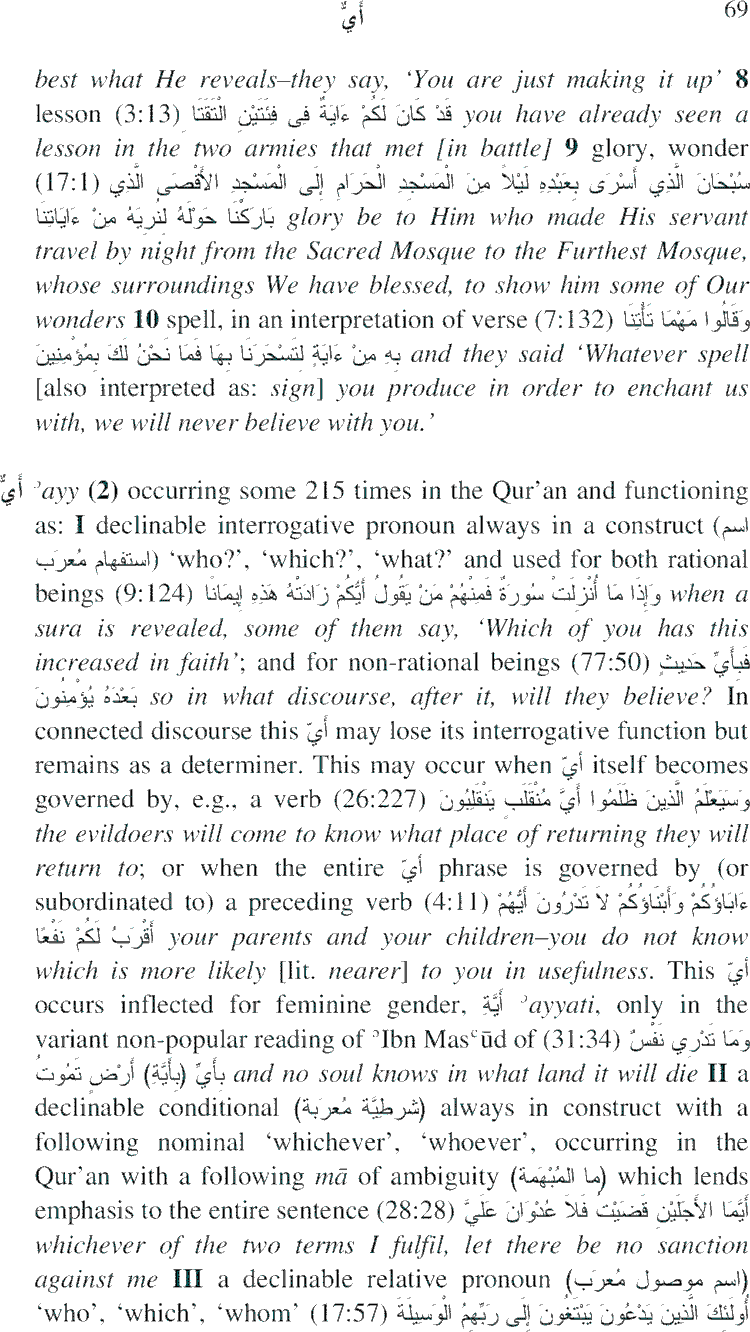 أَيٌّ 69
best what He reveals–they say, ‘You are just making it up’ 8
lesson (3:13) قَدْ كَانَ لَكُمْ ءَايَةٌ فِى فِئَتَيْنِ الْتَقَتَا you have already seen a
lesson in the two armies that met [in battle] 9 glory, wonder
(17:1) سُبْحَانَ الَّذِي أَسْرَى بِعَبْدِهِ لَيْلاً مِنَ الْمَسْجِدِ الْحَرَامِ إِلَى الْمَسْجِدِ الأَقْصَى الَّذِي
بَارَكْنَا حَوْلَهُ لِنُرِيَهُ مِنْ ءَايَاتِنَا glory be to Him who made His servant
travel by night from the Sacred Mosque to the Furthest Mosque,
whose surroundings We have blessed, to show him some of Our
wonders 10 spell, in an interpretation of verse (7:132) وَقَالُوا مَهْمَا تَأْتِنَا
بِهِ مِنْ ءَايَةٍ لِتَسْحَرَنَا بِهَا فَمَا نَحْنُ لَكَ بِمُؤْمِنِينَ and they said ‘Whatever spell
[also interpreted as: sign] you produce in order to enchant us
with, we will never believe with you.’
أَيٌّ ʾayy (2) occurring some 215 times in the Qur’an and functioning
as: I declinable interrogative pronoun always in a construct (اسم
استفهام مُعرَب) ‘who?’, ‘which?’, ‘what?’ and used for both rational
beings (9:124) وَإِذَا مَا أُنْزِلَتْ سُورَةٌ فَمِنْهُمْ مَنْ يَقُولُ أَيُّكُمْ زَادَتْهُ هَذِهِ إِيمَانًا when a
sura is revealed, some of them say, ‘Which of you has this
increased in faith’; and for non-rational beings (77:50) فَبِأَيِّ حَدِيثٍ
بَعْدَهُ يُؤْمِنُونَ so in what discourse, after it, will they believe? In
connected discourse this أَيّ may lose its interrogative function but
remains as a determiner. This may occur when أَيّ itself becomes
governed by, e.g., a verb (26:227) وَسَيَعْلَمُ الَّذِينَ ظَلَمُوا أَيَّ مُنْقَلَبٍ يَنْقَلِبُونَ
the evildoers will come to know what place of returning they will
return to; or when the entire أَيّ phrase is governed by (or
subordinated to) a preceding verb (4:11) ءَابَاؤُكُمْ وَأَبْنَاؤُكُمْ لاَ تَدْرُونَ أَيُّهُمْ
أَقْرَبُ لَكُمْ نَفْعًا your parents and your children–you do not know
which is more likely [lit. nearer] to you in usefulness. This أَيّ
occurs inflected for feminine gender, أَيَّةِ ʾayyati, only in the
variant non-popular reading of ʾIbn Masʿūd of (31:34) وَمَا تَدْرِي نَفْسٌ
بِأَيِّ (بِأَيَّةِ) أَرْضٍ تَمُوتُ and no soul knows in what land it will die II a
declinable conditional (شرطيَّة مُعرَبة) always in construct with a
following nominal ‘whichever’, ‘whoever’, occurring in the
Qur’an with a following mā of ambiguity (ما المُبْهَمة) which lends
emphasis to the entire sentence (28:28) أَيَّمَا الأَجَلَيْنِ قَضَيْتُ فَلاَ عُدْوَانَ عَلَيَّ
whichever of the two terms I fulfil, let there be no sanction
against me III a declinable relative pronoun (اسم موصول مُعرَب)
‘who’, ‘which’, ‘whom’ (17:57) أُولَئِكَ الَّذِينَ يَدْعُونَ يَبْتَغُونَ إِلَى رَبِّهِمُ الْوَسِيلَةَ